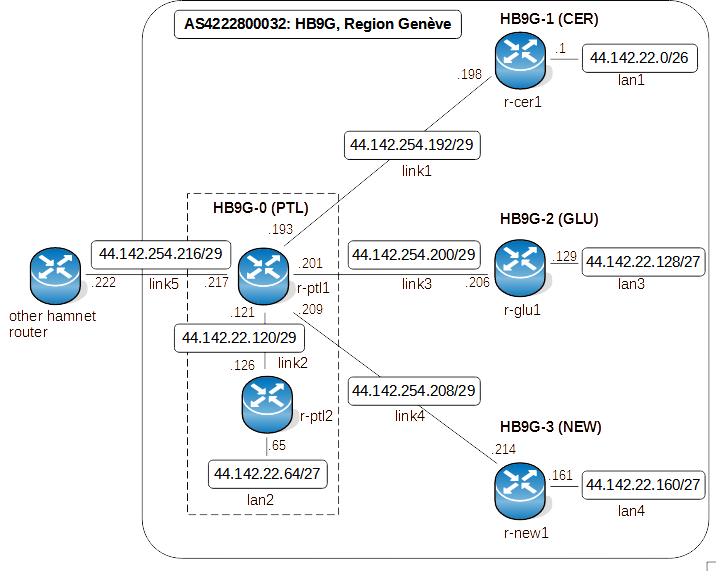 AS4222800032: HB9G, Region Genève
HB9G-1 (CER)
.1
44.142.22.0/26
lan1
.198
r-cer1
44.142.254.192/29
link1
HB9G-0 (PTL)
.193
HB9G-2 (GLU)
44.142.254.216/29
link5
.222
.217
other hamnet
router
r-ptl1
.201
44.142.254.200/29
link3
.206
.129
44.142.22.128/27
lan3
r-glu1
.121
.209
44.142.22.120/29
link2
.126
r-ptl2
.65
44.142.22.64/27
lan2
44.142.254.208/29
link4
HB9G-3 (NEW)
.214
.161
44.142.22.160/27
lan4
r-new1